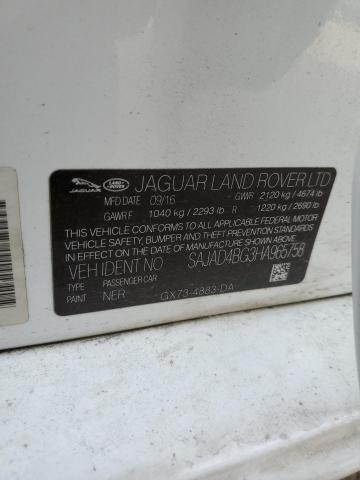 JAGUAR LAND-ROVER JAGUAR LAND ROVER LTD
MFD DATE 09/16 GVWR 2120 kg / 4674 lb
GAWR F 1040 kg / 2293 lb R 1220 kg / 2690 lb
THIS VEHICLE CONFORMS TO ALL APPLICABLE FEDERAL MOTOR
VEHICLE SAFETY, BUMPER AND THEFT PREVENTION STANDARDS
IN EFFECT ON THE DATE OF MANUFACTURE SHOWN ABOVE
VEH IDENT NO SAJAD4BG3HA965758
TYPE PASSENGER CAR
PAINT NER GX73-4883-DA